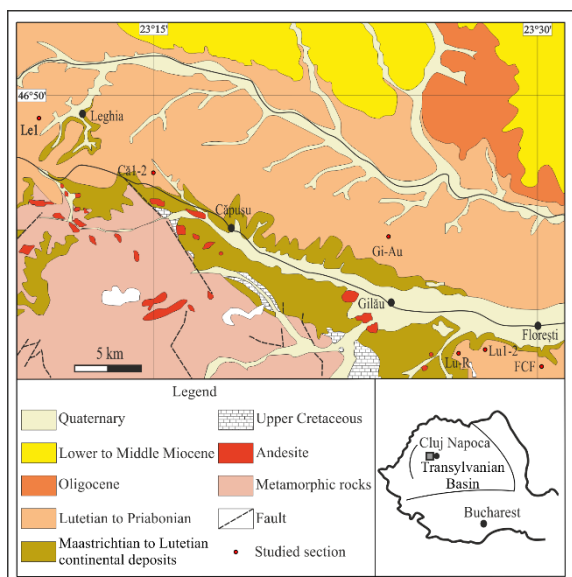 23°15'
23°30'
46°50'
Le1
Leghia
Că1-2
Căpușu
Gi-Au
Gilău
Florești
Lu1-2
Lu-R
FCF
5 km
Legend
Quaternary
Upper Cretaceous
Lower to Middle Miocene
Andesite
Oligocene
Metamorphic rocks
Lutetian to Priabonian
Fault
Maastrichtian to Lutetian
continental deposits
Studied section
Cluj Napoca
Transylvanian
Basin
Bucharest